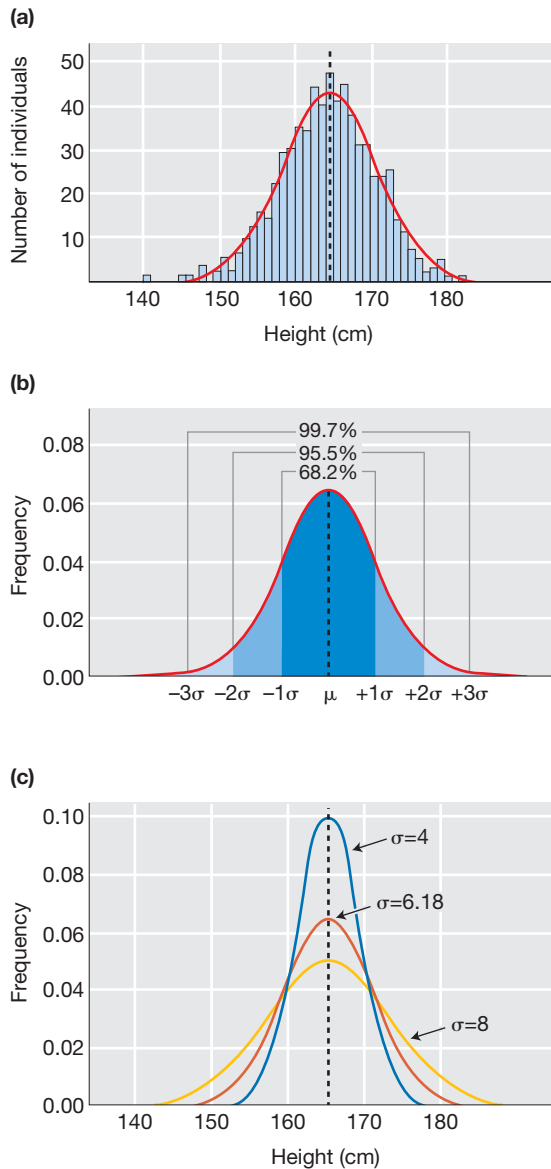 (a)
50
40
30
20
10
Number of individuals
140 150 160 170 180
Height (cm)
(b)
99.7%
95.5%
68.2%
0.08
0.06
0.04
0.02
0.00
Frequency
−3σ −2σ −1σ μ +1σ +2σ +3σ
(c)
0.10
0.08
0.06
0.04
0.02
0.00
Frequency
σ=4
σ=6.18
σ=8
140 150 160 170 180
Height (cm)